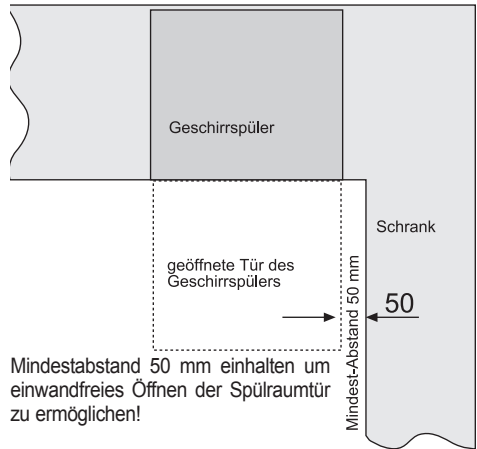 Geschirrspüler
Schrank
geöffnete Tür des
Geschirrspülers
Mindest-Abstand 50 mm
50
Mindestabstand 50 mm einhalten um
einwandfreies Öffnen der Spülraumtür
zu ermöglichen!